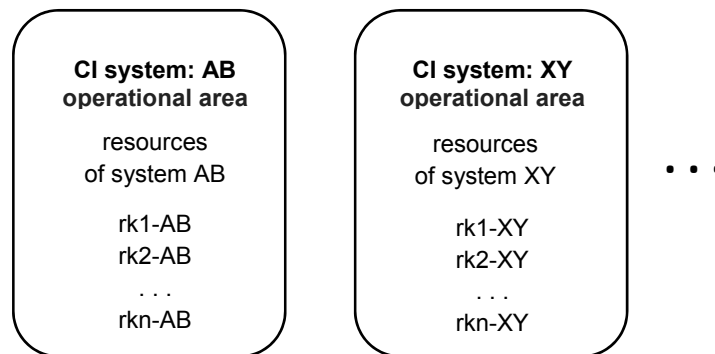 CI system: AB
operational area
resources
of system AB
rk1-AB
rk2-AB
. . .
rkn-AB
CI system: XY
operational area
resources
of system XY
rk1-XY
rk2-XY
. . .
rkn-XY
. . .